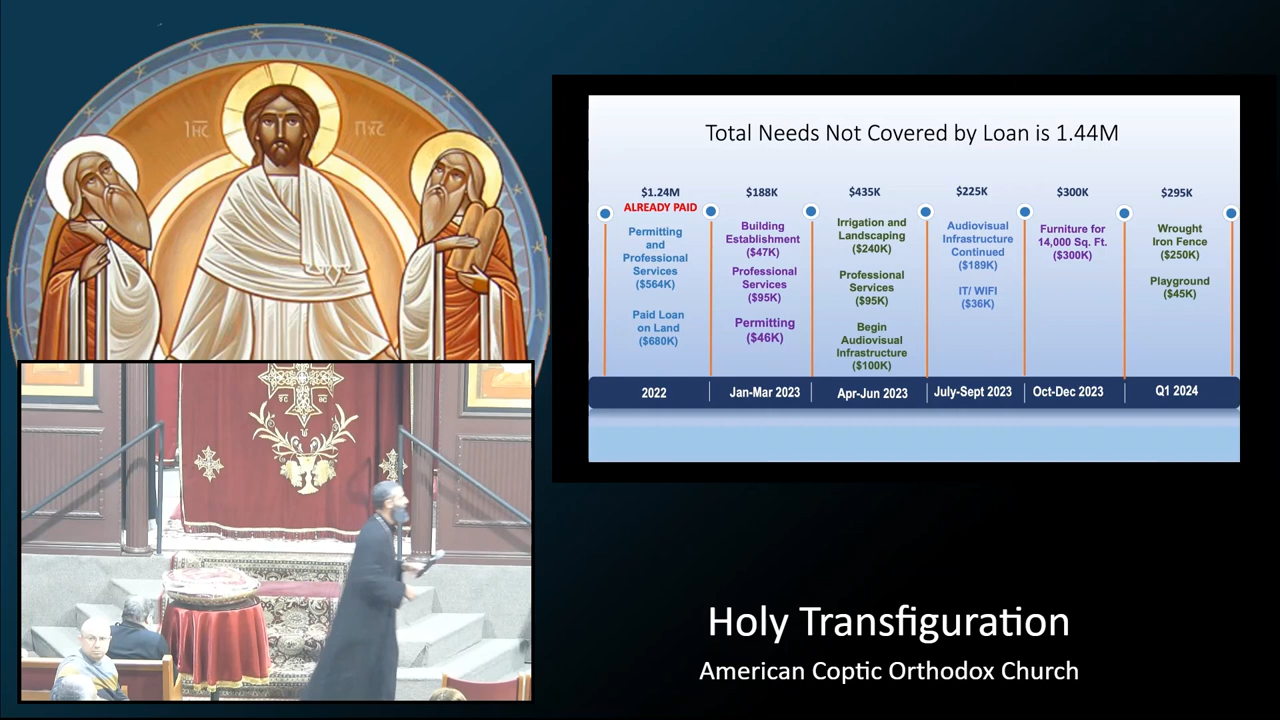 ΙΗC ΠΧC
Total Needs Not Covered by Loan is 1.44M
$1.24M
ALREADY PAID
Permitting
and
Professional
Services
($564K)
Paid Loan
on Land
($680K)
2022
$188K
Building
Establishment
($47K)
Professional
Services
($95K)
Permitting
($46K)
Jan-Mar 2023
$435K
Irrigation and
Landscaping
($240K)
Professional
Services
($95K)
Begin
Audiovisual
Infrastructure
($100K)
Apr-Jun 2023
$225K
Audiovisual
Infrastructure
Continued
($189K)
IT/ WIFI
($36K)
July-Sept 2023
$300K
Furniture for
14,000 Sq. Ft.
($300K)
Oct-Dec 2023
$295K
Wrought
Iron Fence
($250K)
Playground
($45K)
Q1 2024
Holy Transfiguration
American Coptic Orthodox Church